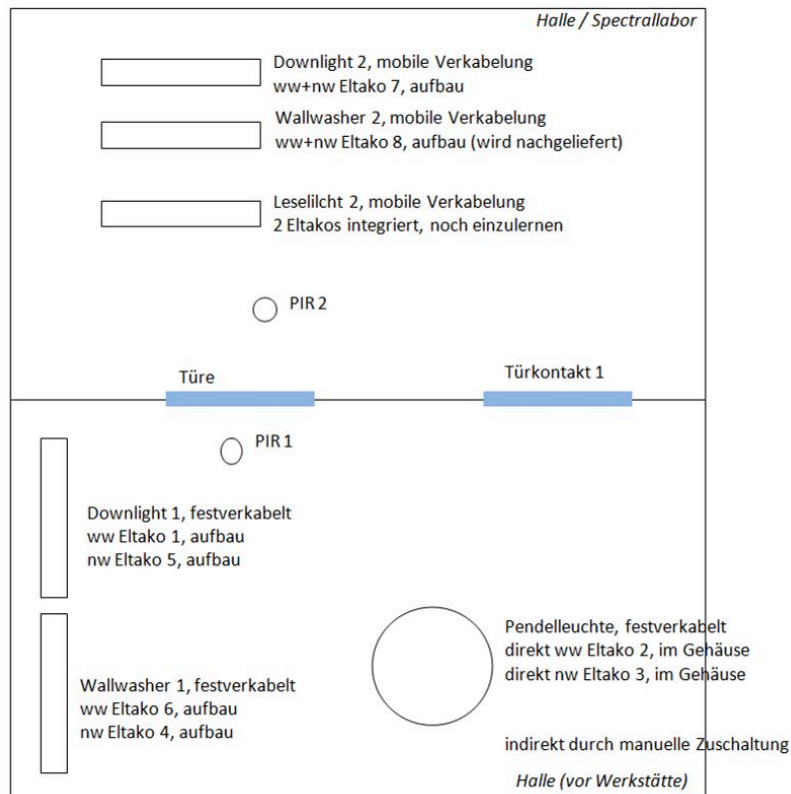 Halle / Spectrallabor
Downlight 2, mobile Verkabelung
ww+nw Eltako 7, aufbau
Wallwasher 2, mobile Verkabelung
ww+nw Eltako 8, aufbau (wird nachgeliefert)
Leselilcht 2, mobile Verkabelung
2 Eltakos integriert, noch einzulernen
PIR 2
Türe
Türkontakt 1
PIR 1
Downlight 1, festverkabelt
ww Eltako 1, aufbau
nw Eltako 5, aufbau
Pendelleuchte, festverkabelt
direkt ww Eltako 2, im Gehäuse
direkt nw Eltako 3, im Gehäuse
Wallwasher 1, festverkabelt
ww Eltako 6, aufbau
nw Eltako 4, aufbau
indirekt durch manuelle Zuschaltung
Halle (vor Werkstätte)